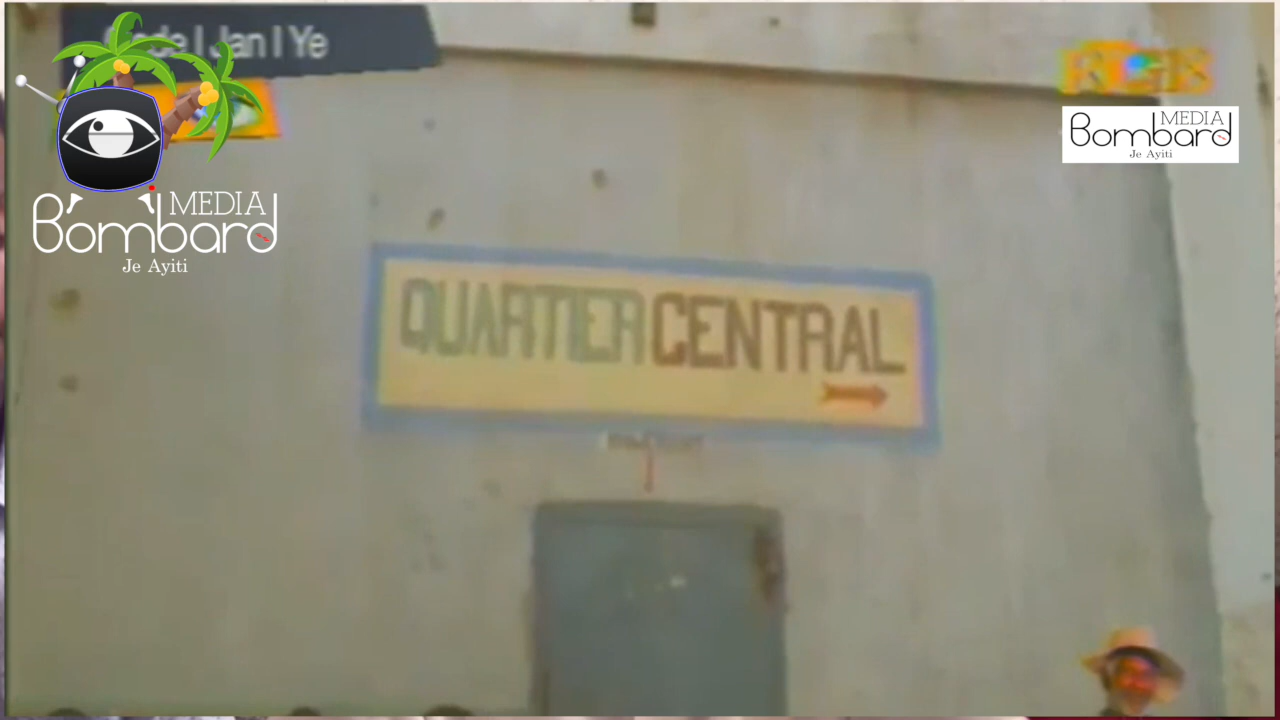 Gade l Jan l Ye
MEDIA
Bombard
Je Ayiti
MEDIA
Bombard
Je Ayiti
QUARTIER CENTRAL